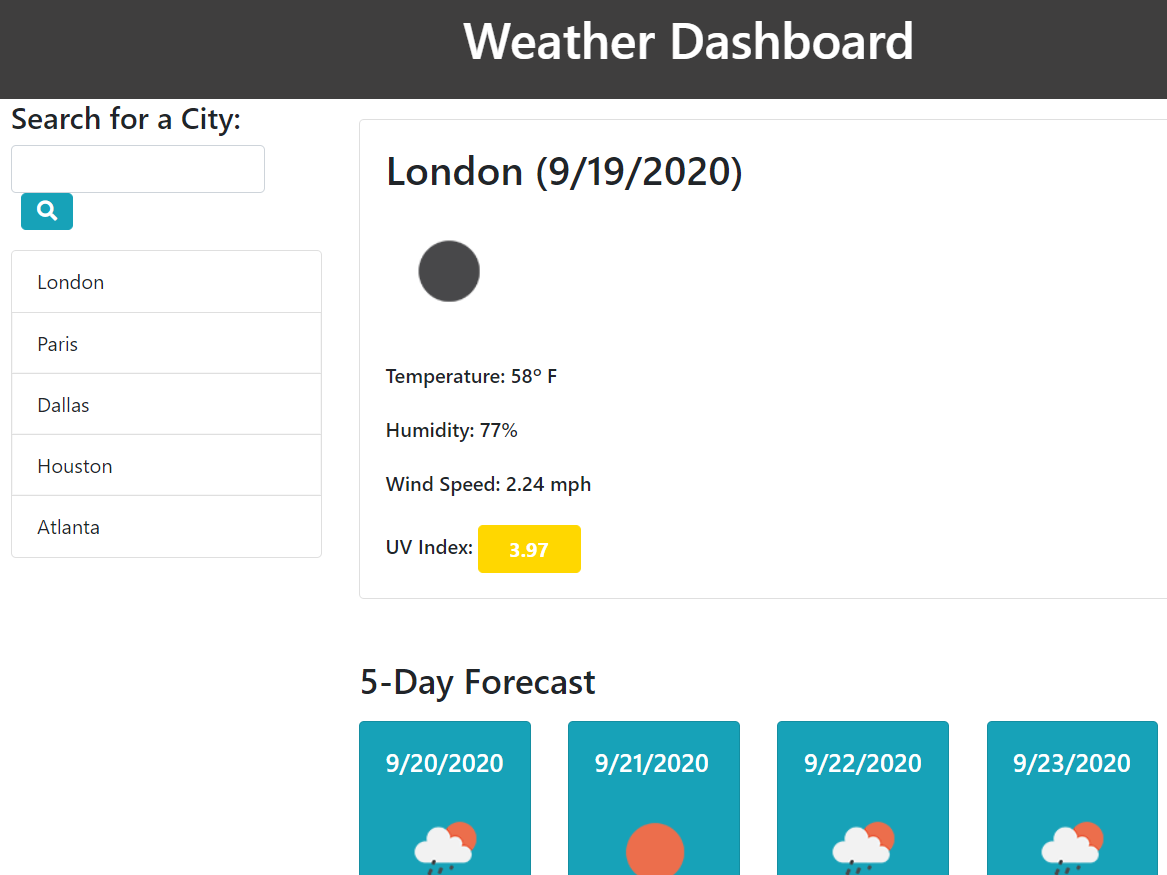 Weather Dashboard
Search for a City:
London
Paris
Dallas
Houston
Atlanta
London (9/19/2020)
Temperature: 58º F
Humidity: 77%
Wind Speed: 2.24 mph
UV Index: 3.97
5-Day Forecast
9/20/2020
9/21/2020
9/22/2020
9/23/2020